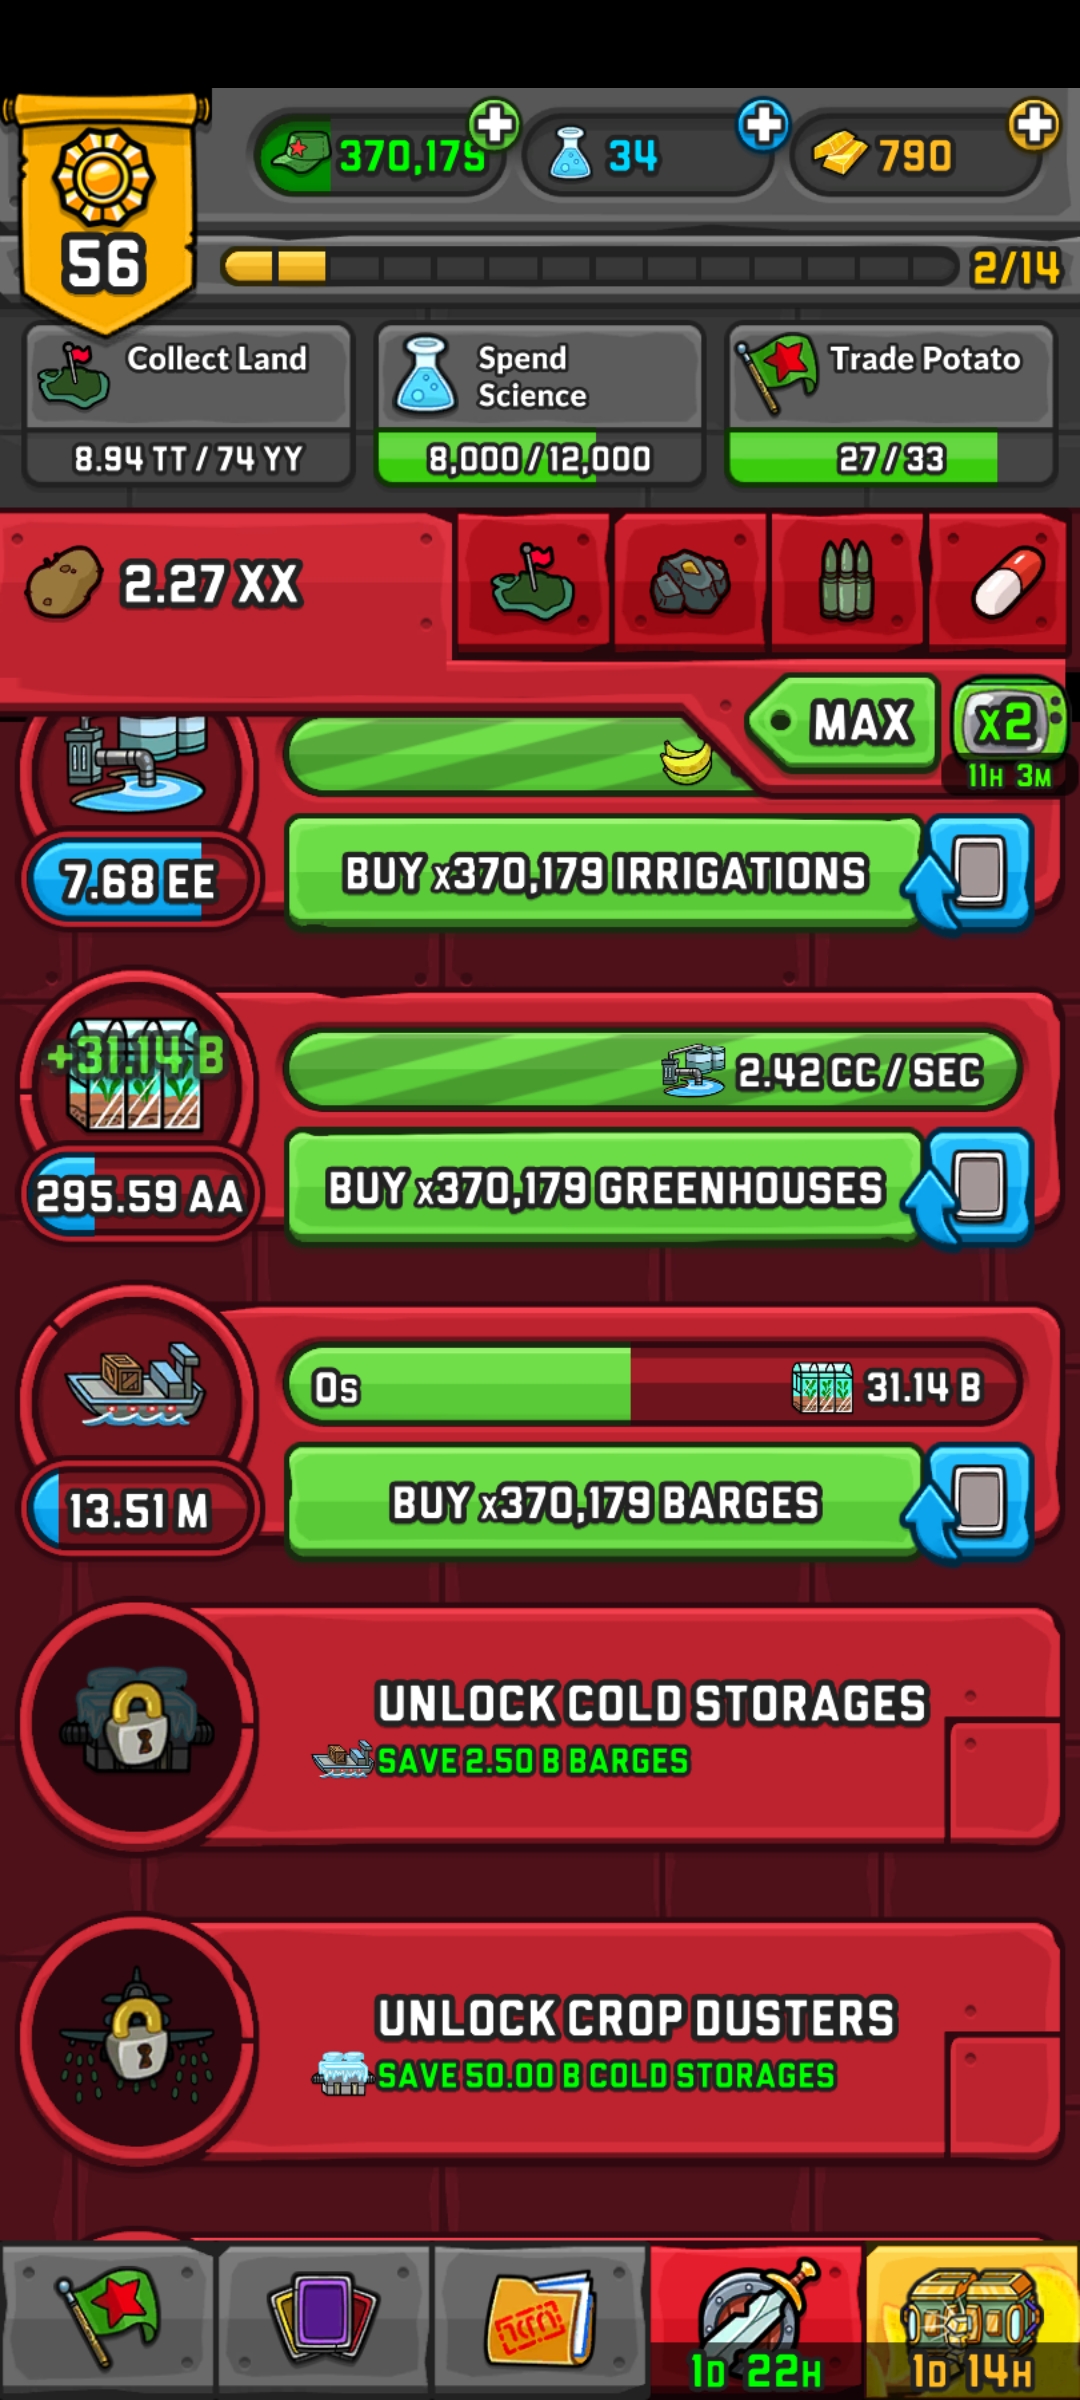 370,179
34
790
56
2/14
Collect Land
8.94 TT / 74 YY
Spend
Science
8,000/12,000
Trade Potato
27/33
2.27 XX
MAX
x2
11H 3M
7.68 EE
BUY x370,179 IRRIGATIONS
+31.14 B
2.42 CC / SEC
295.59 AA
BUY x370,179 GREENHOUSES
0s
31.14 B
13.51 M
BUY x370,179 BARGES
UNLOCK COLD STORAGES
SAVE 2.50 B BARGES
UNLOCK CROP DUSTERS
SAVE 50.00 B COLD STORAGES
1D 22H
1D 14H